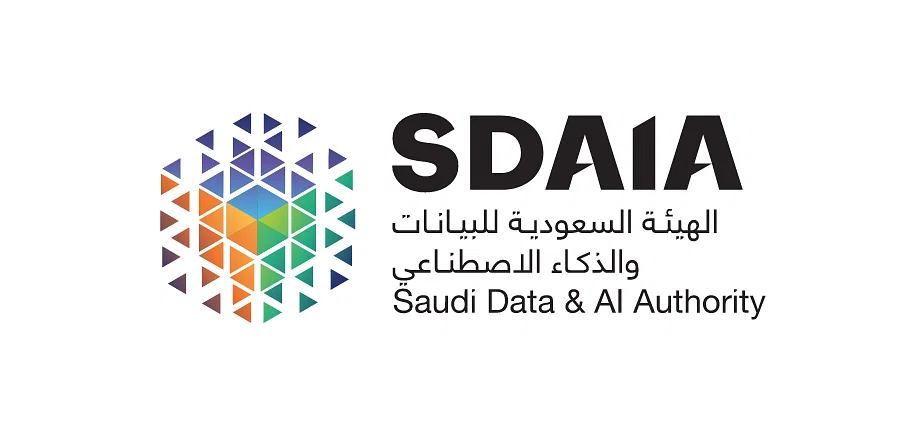 SDAIA
الهيئة السعودية للبيانات
والذكاء الاصطناعي
Saudi Data & AI Authority